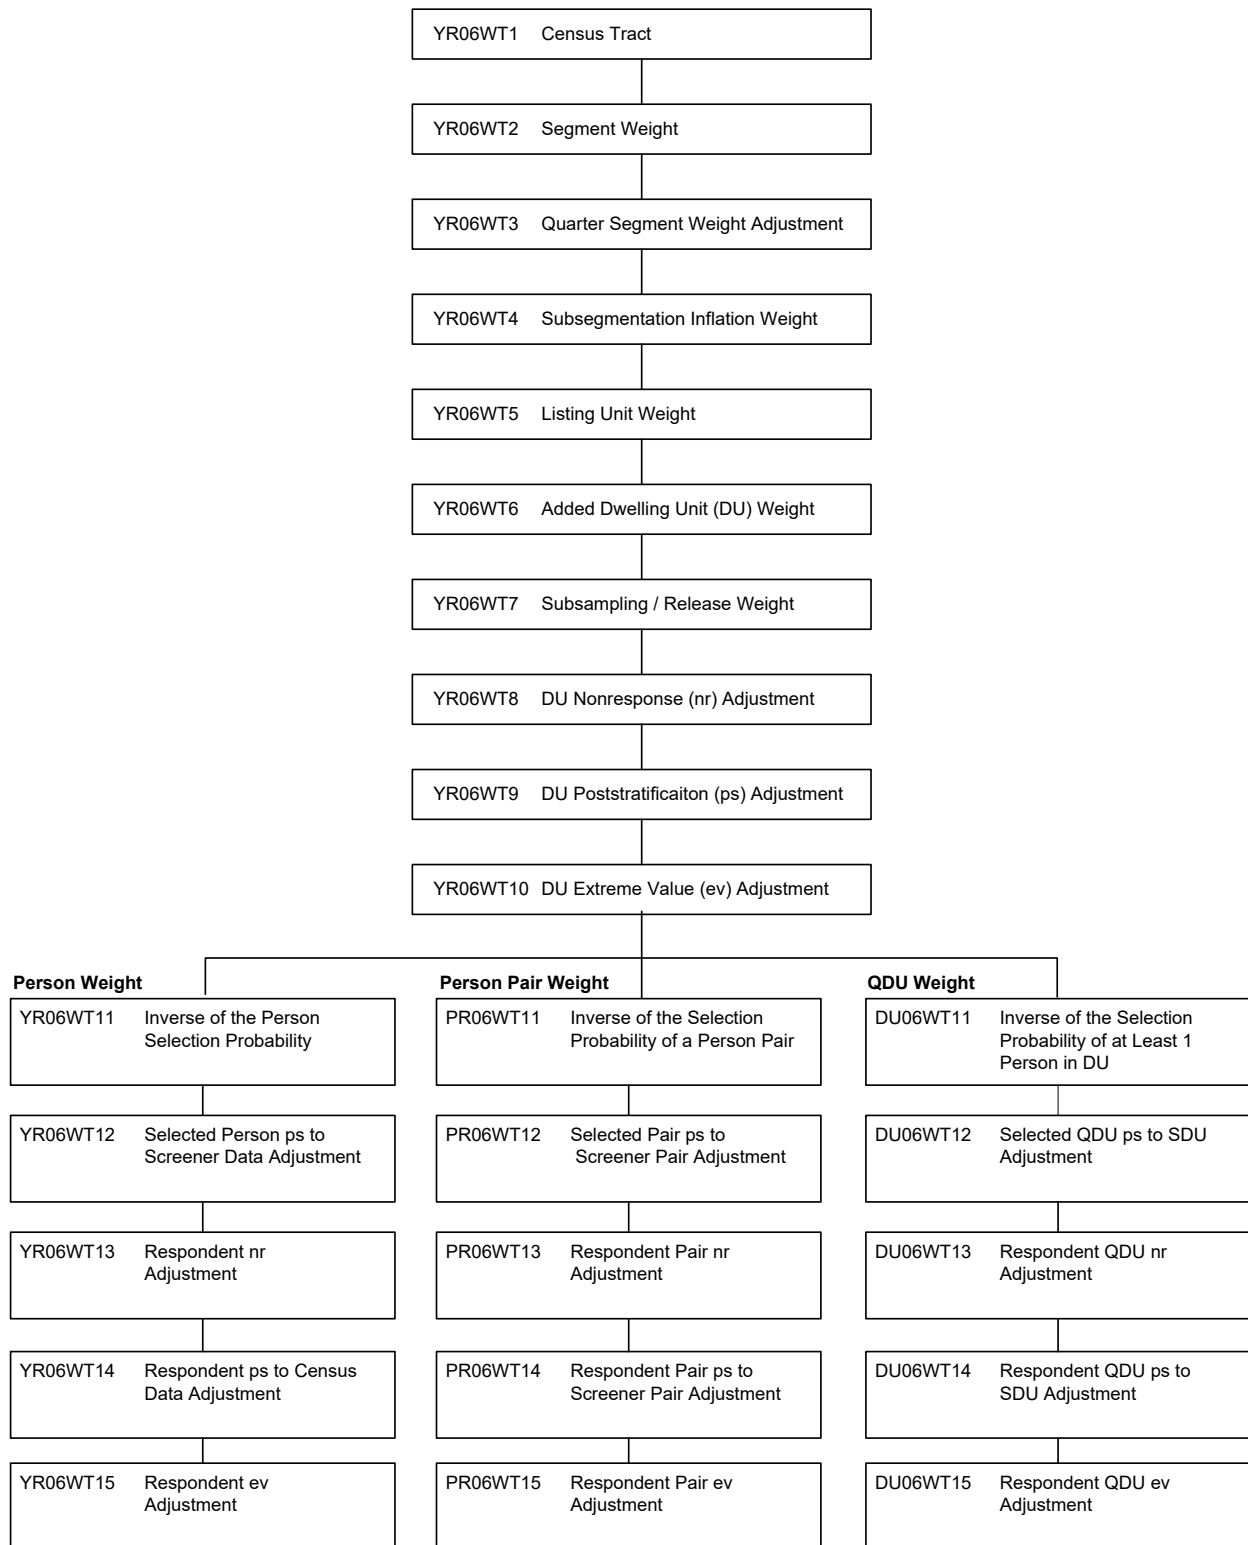 YR06WT1 Census Tract
YR06WT2 Segment Weight
YR06WT3 Quarter Segment Weight Adjustment
YR06WT4 Subsegmentation Inflation Weight
YR06WT5 Listing Unit Weight
YR06WT6 Added Dwelling Unit (DU) Weight
YR06WT7 Subsampling / Release Weight
YR06WT8 DU Nonresponse (nr) Adjustment
YR06WT9 DU Poststratificaiton (ps) Adjustment
YR06WT10 DU Extreme Value (ev) Adjustment
Person Weight
YR06WT11 Inverse of the Person
Selection Probability
YR06WT12 Selected Person ps to
Screener Data Adjustment
YR06WT13 Respondent nr
Adjustment
YR06WT14 Respondent ps to Census
Data Adjustment
YR06WT15 Respondent ev
Adjustment
Person Pair Weight
PR06WT11 Inverse of the Selection
Probability of a Person Pair
PR06WT12 Selected Pair ps to
Screener Pair Adjustment
PR06WT13 Respondent Pair nr
Adjustment
PR06WT14 Respondent Pair ps to
Screener Pair Adjustment
PR06WT15 Respondent Pair ev
Adjustment
QDU Weight
DU06WT11 Inverse of the Selection
Probability of at Least 1
Person in DU
DU06WT12 Selected QDU ps to SDU
Adjustment
DU06WT13 Respondent QDU nr
Adjustment
DU06WT14 Respondent QDU ps to
SDU Adjustment
DU06WT15 Respondent QDU ev
Adjustment